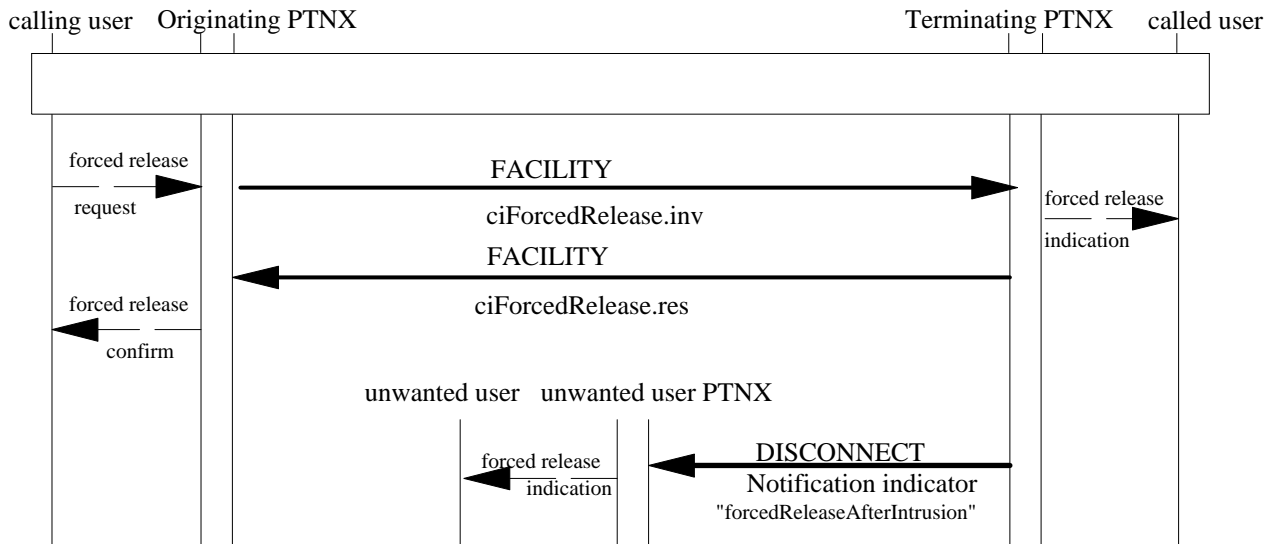 calling user
Originating PTNX
Terminating PTNX
called user
forced release
request
FACILITY
ciForcedRelease.inv
forced release
indication
FACILITY
ciForcedRelease.res
forced release
confirm
unwanted user
unwanted user PTNX
forced release
indication
DISCONNECT
Notification indicator
"forcedReleaseAfterIntrusion"